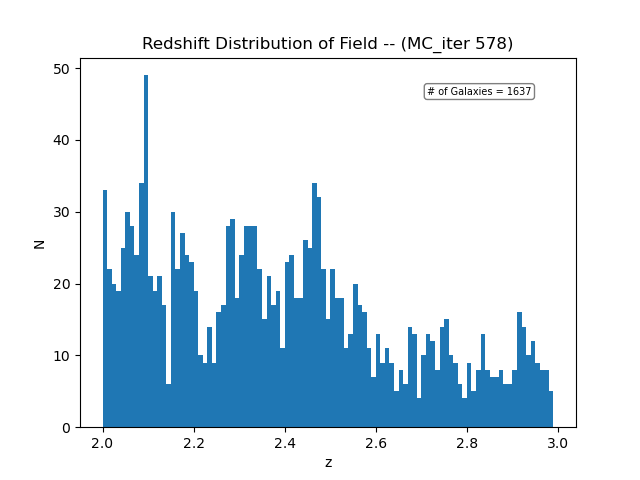 Redshift Distribution of Field -- (MC_iter 578)
# of Galaxies = 1637
50
40
30
20
10
0
N
2.0 2.2 2.4 2.6 2.8 3.0
z